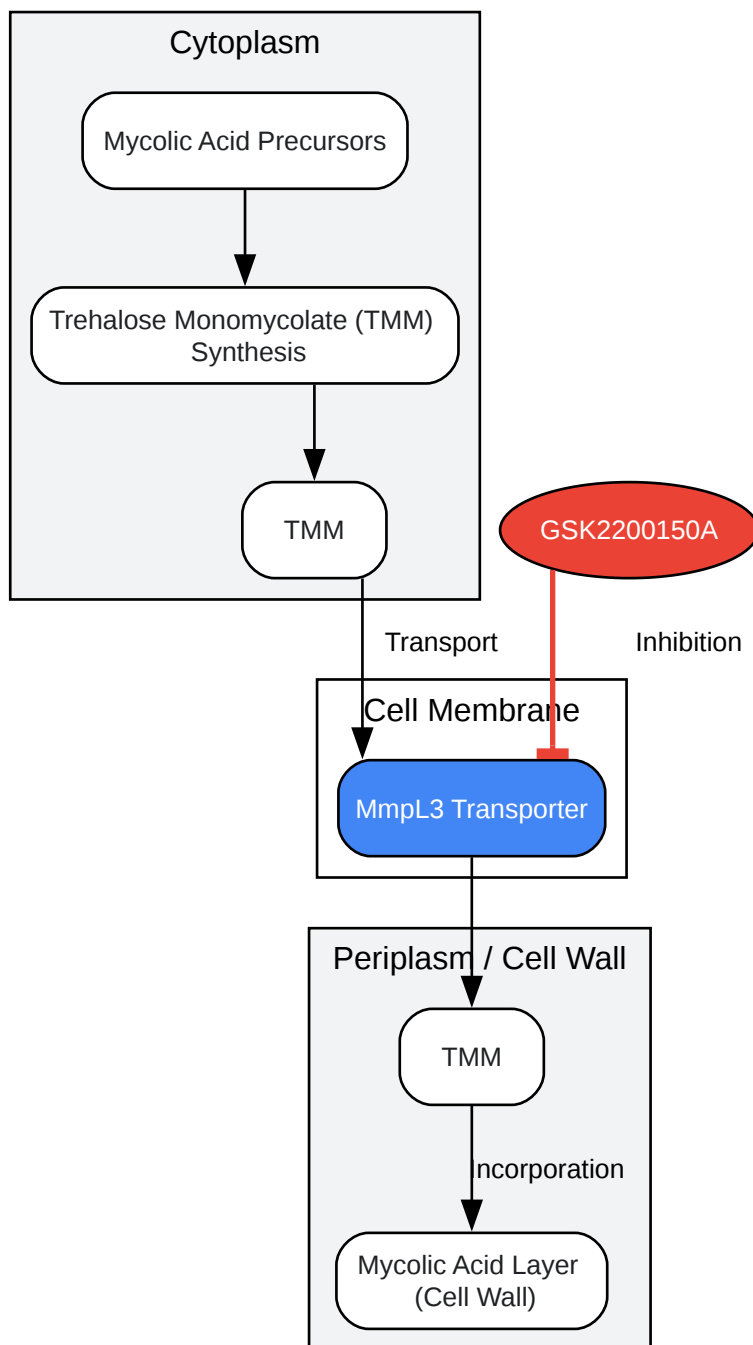 Cytoplasm
Mycolic Acid Precursors
Trehalose Monomycolate (TMM)
Synthesis
TMM
GSK2200150A
Transport
Inhibition
Cell Membrane
MmpL3 Transporter
Periplasm / Cell Wall
TMM
Incorporation
Mycolic Acid Layer
(Cell Wall)